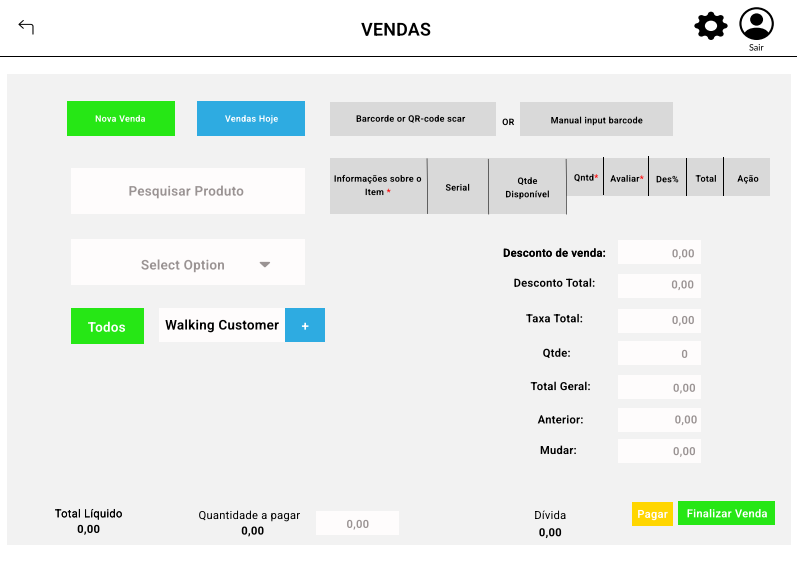 VENDAS
Sair
Nova Venda
Vendas Hoje
Barcorde or QR-code scar
OR
Manual input barcode
Pesquisar Produto
Informações sobre o
Item *
Serial
Qtde
Disponível
Qntd*
Avaliar*
Des%
Total
Ação
Select Option
Todos
Walking Customer
+
Desconto de venda:
0,00
Desconto Total:
0,00
Taxa Total:
0,00
Qtde:
0
Total Geral:
0,00
Anterior:
0,00
Mudar:
0,00
Total Líquido
0,00
Quantidade a pagar
0,00
0,00
Dívida
0,00
Pagar
Finalizar Venda